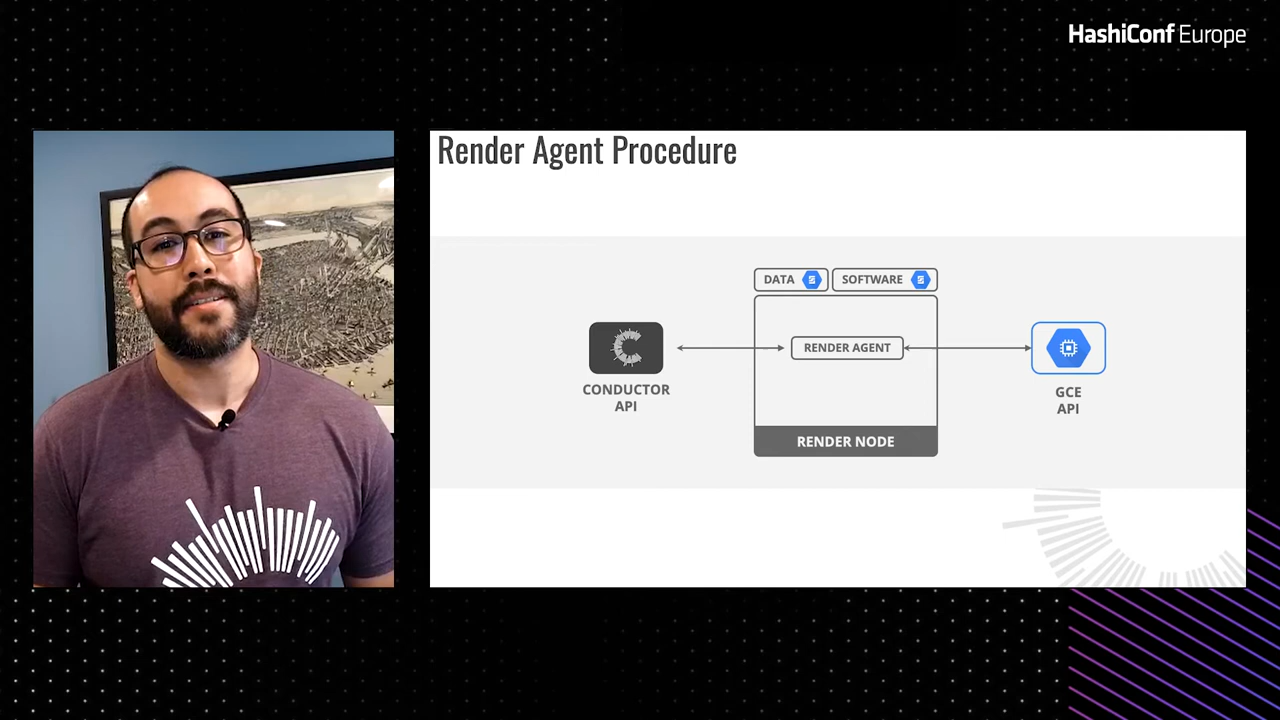 HashiConf Europe
Render Agent Procedure
DATA
SOFTWARE
RENDER AGENT
CONDUCTOR
API
GCE
API
RENDER NODE